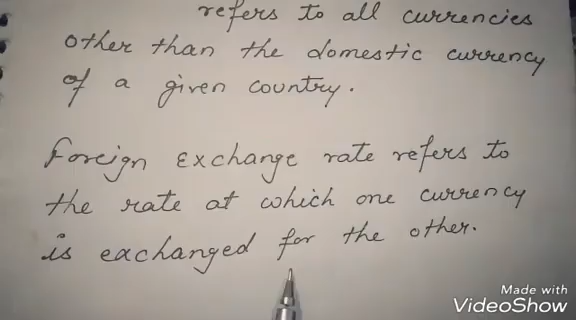 refers to all currencies
other than the domestic currency
of a given country.
Foreign Exchange rate refers to
the rate at which one currency
is exchanged for the other.
Made with
VideoShow